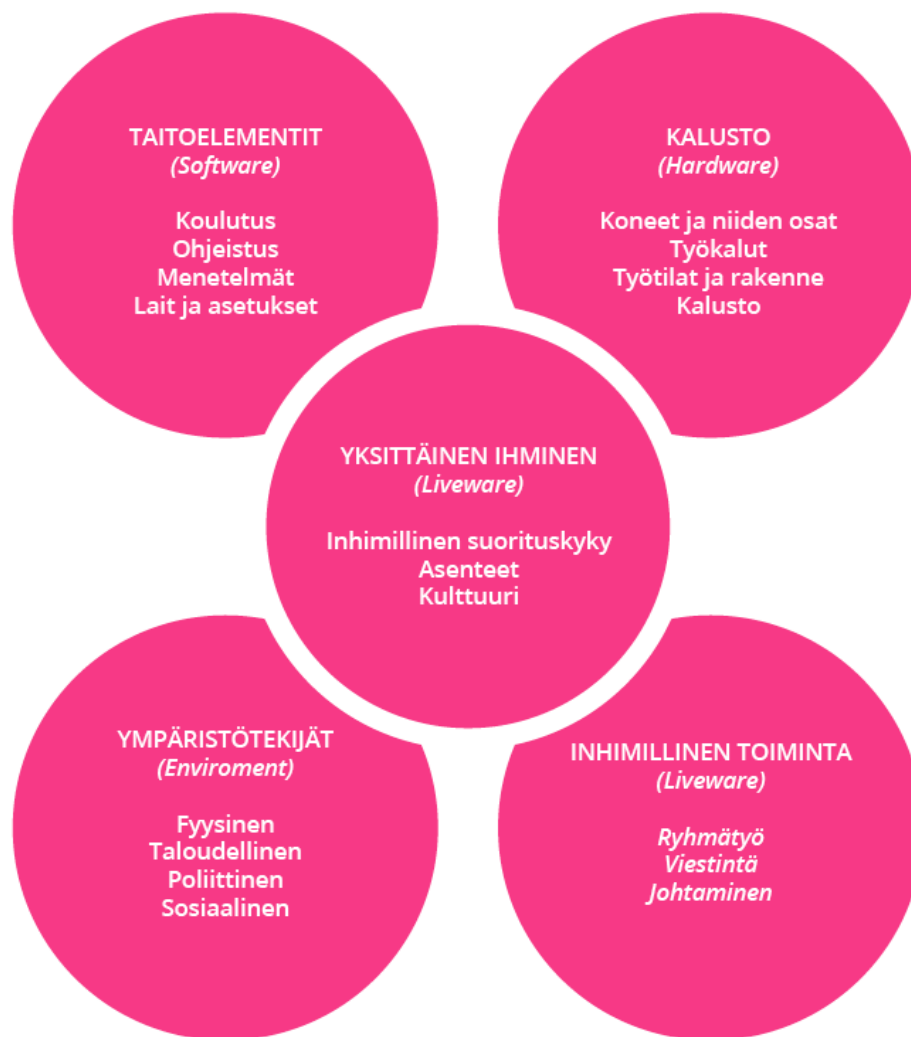 TAITOELEMENTIT
(Software)
Koulutus
Ohjeistus
Menetelmät
Lait ja asetukset
KALUSTO
(Hardware)
Koneet ja niiden osat
Työkalut
Työtilat ja rakenne
Kalusto
YKSITTÄINEN IHMINEN
(Liveware)
Inhimillinen suorituskyky
Asenteet
Kulttuuri
YMPÄRISTÖTEKIJÄT
(Enviroment)
Fyysinen
Taloudellinen
Poliittinen
Sosiaalinen
INHIMILLINEN TOIMINTA
(Liveware)
Ryhmätyö
Viestintä
Johtaminen